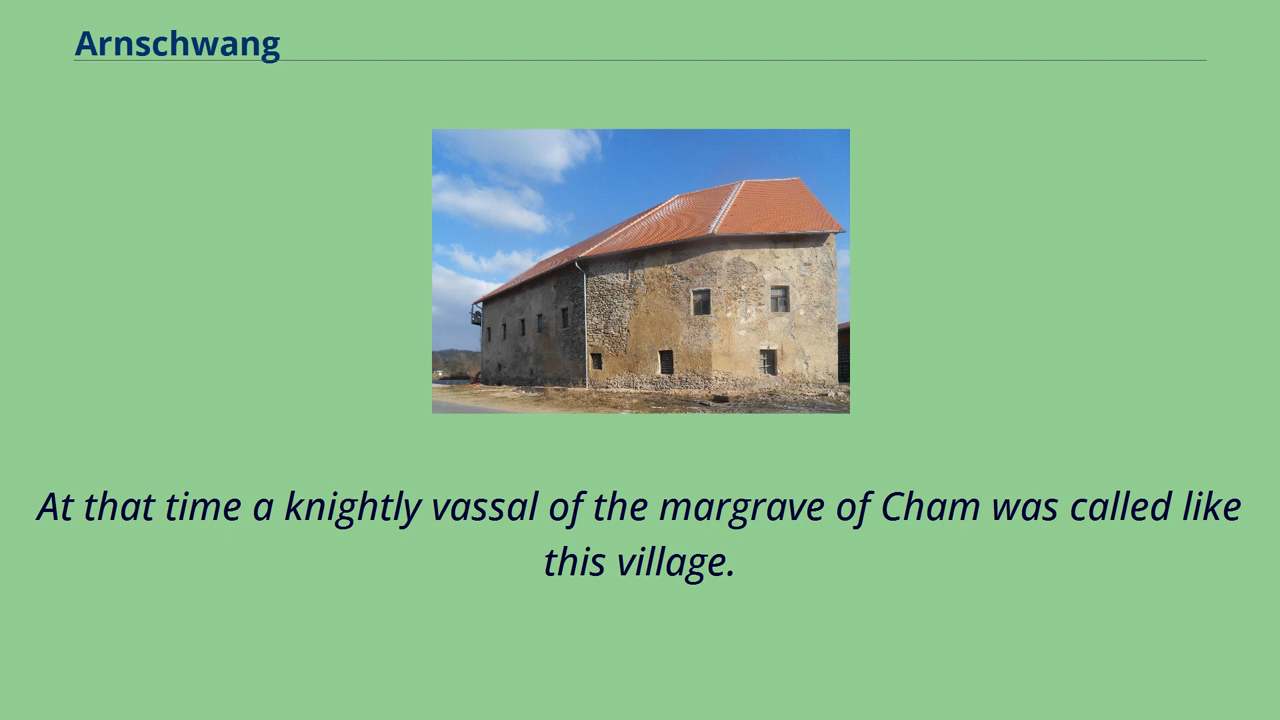 Arnschwang
At that time a knightly vassal of the margrave of Cham was called like
this village.